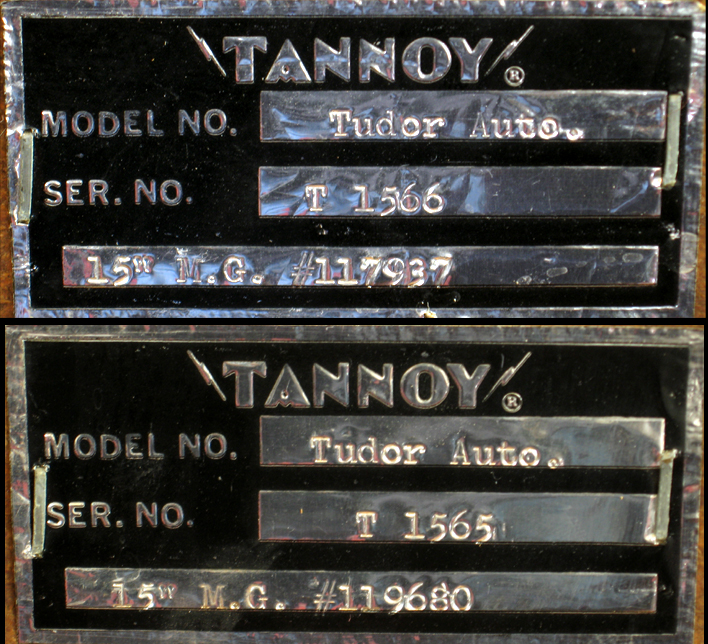 TANNOY ®
MODEL NO. Tudor Auto.
SER. NO. T 1566
15" M.G. #117937
TANNOY ®
MODEL NO. Tudor Auto.
SER. NO. T 1565
15" M.G. #119680